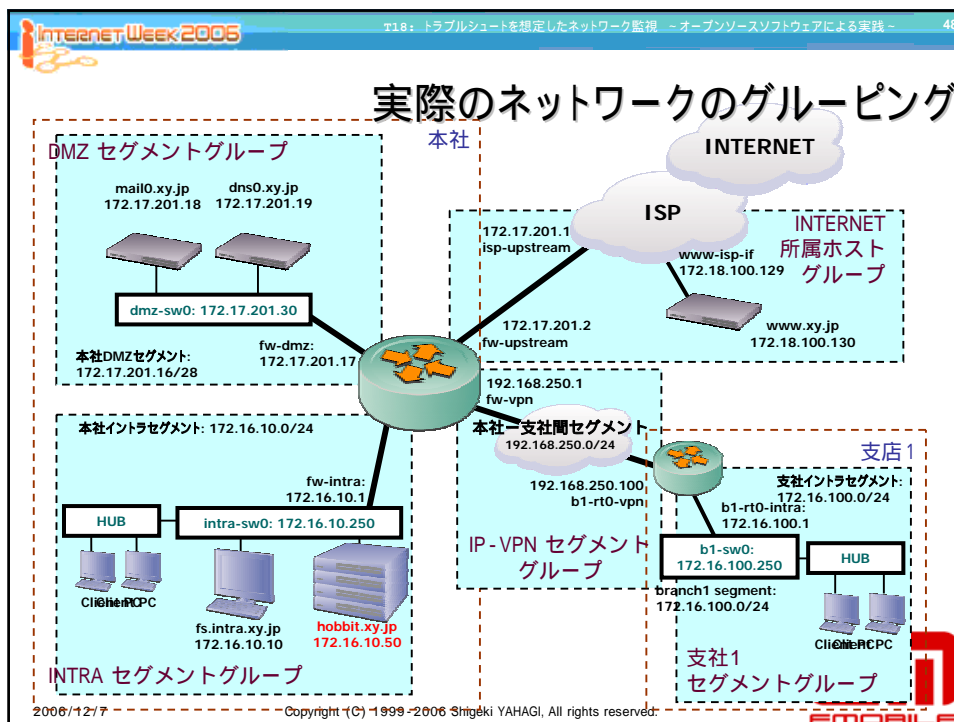 INTERNET WEEK 2006
T18: トラブルシュートを想定したネットワーク監視 ～オープンソースソフトウェアによる実践～
48
実際のネットワークのグルーピング
本社
DMZ セグメントグループ
mail0.xy.jp
172.17.201.18
dns0.xy.jp
172.17.201.19
dmz-sw0: 172.17.201.30
本社DMZセグメント:
172.17.201.16/28
fw-dmz:
172.17.201.17
INTERNET
ISP
172.17.201.1
isp-upstream
172.17.201.2
fw-upstream
INTERNET
所属ホスト
グループ
www-isp-if
172.18.100.129
www.xy.jp
172.18.100.130
192.168.250.1
fw-vpn
本社ー支社間セグメント
192.168.250.0/24
192.168.250.100
b1-rt0-vpn
IP-VPN セグメント
グループ
本社イントラセグメント: 172.16.10.0/24
fw-intra:
172.16.10.1
HUB
intra-sw0: 172.16.10.250
Client PC
Client PC
fs.intra.xy.jp
172.16.10.10
hobbit.xy.jp
172.16.10.50
INTRA セグメントグループ
支店1
支社イントラセグメント:
172.16.100.0/24
b1-rt0-intra:
172.16.100.1
b1-sw0:
172.16.100.250
HUB
branch1 segment:
172.16.100.0/24
Client PC
Client PC
支社1
セグメントグループ
2006/12/7
Copyright (C) 1999-2006 Shigeki YAHAGI, All rights reserved.
EMOBILE